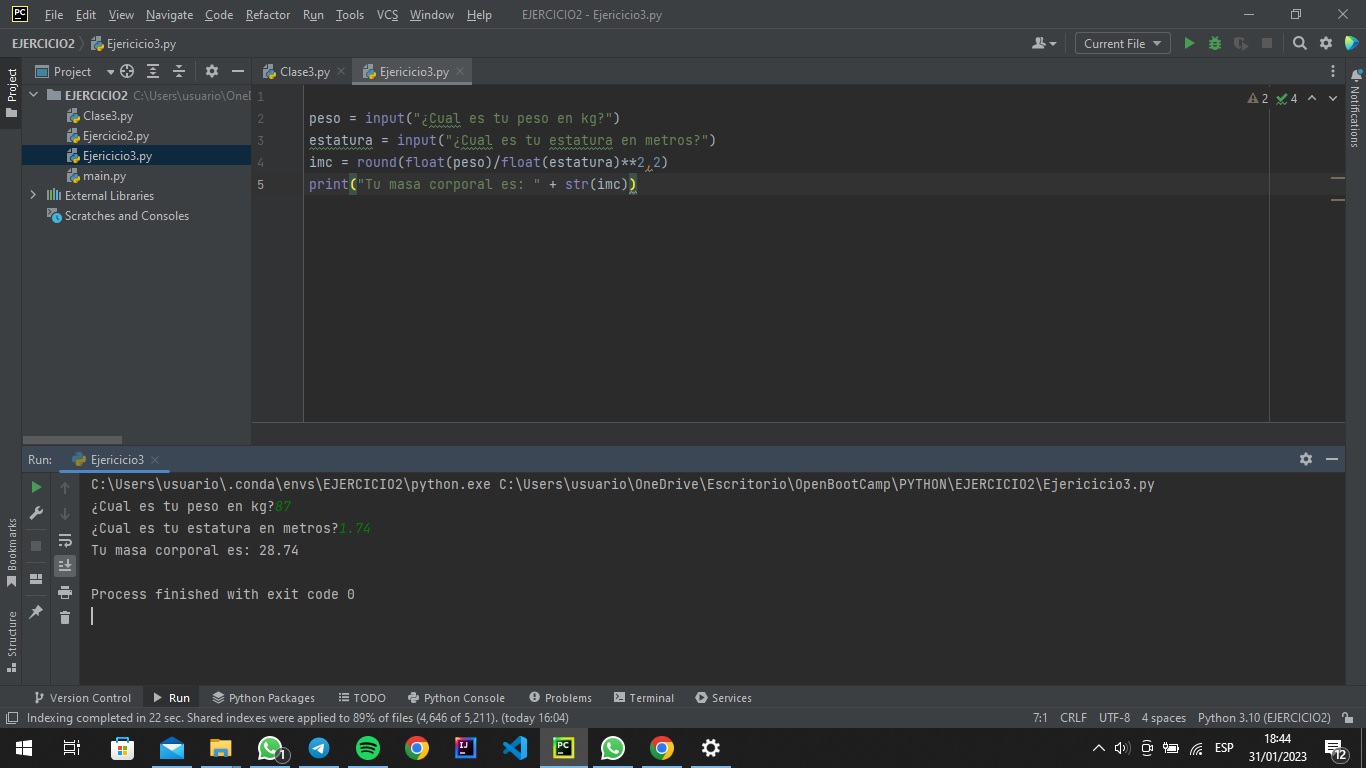 File Edit View Navigate Code Refactor Run Tools VCS Window Help EJERCICIO2 - Ejericicio3.py
EJERCICIO2 Ejericicio3.py Current File
Project
Project
Clase3.py Ejericicio3.py
Notifications
EJERCICIO2 C:\Users\usuario\OneD
Clase3.py
Ejercicio2.py
Ejericicio3.py
main.py
External Libraries
Scratches and Consoles
2 4
1
2 peso = input("¿Cual es tu peso en kg?")
3 estatura = input("¿Cual es tu estatura en metros?")
4 imc = round(float(peso)/float(estatura)**2,2)
5 print("Tu masa corporal es: " + str(imc))
Run: Ejericicio3
C:\Users\usuario\.conda\envs\EJERCICIO2\python.exe C:\Users\usuario\OneDrive\Escritorio\OpenBootCamp\PYTHON\EJERCICIO2\Ejericicio3.py
¿Cual es tu peso en kg?87
¿Cual es tu estatura en metros?1.74
Tu masa corporal es: 28.74
Process finished with exit code 0
Bookmarks
Structure
Version Control Run Python Packages TODO Python Console Problems Terminal Services
Indexing completed in 22 sec. Shared indexes were applied to 89% of files (4,646 of 5,211). (today 16:04) 7:1 CRLF UTF-8 4 spaces Python 3.10 (EJERCICIO2)
ESP 18:44
31/01/2023 12